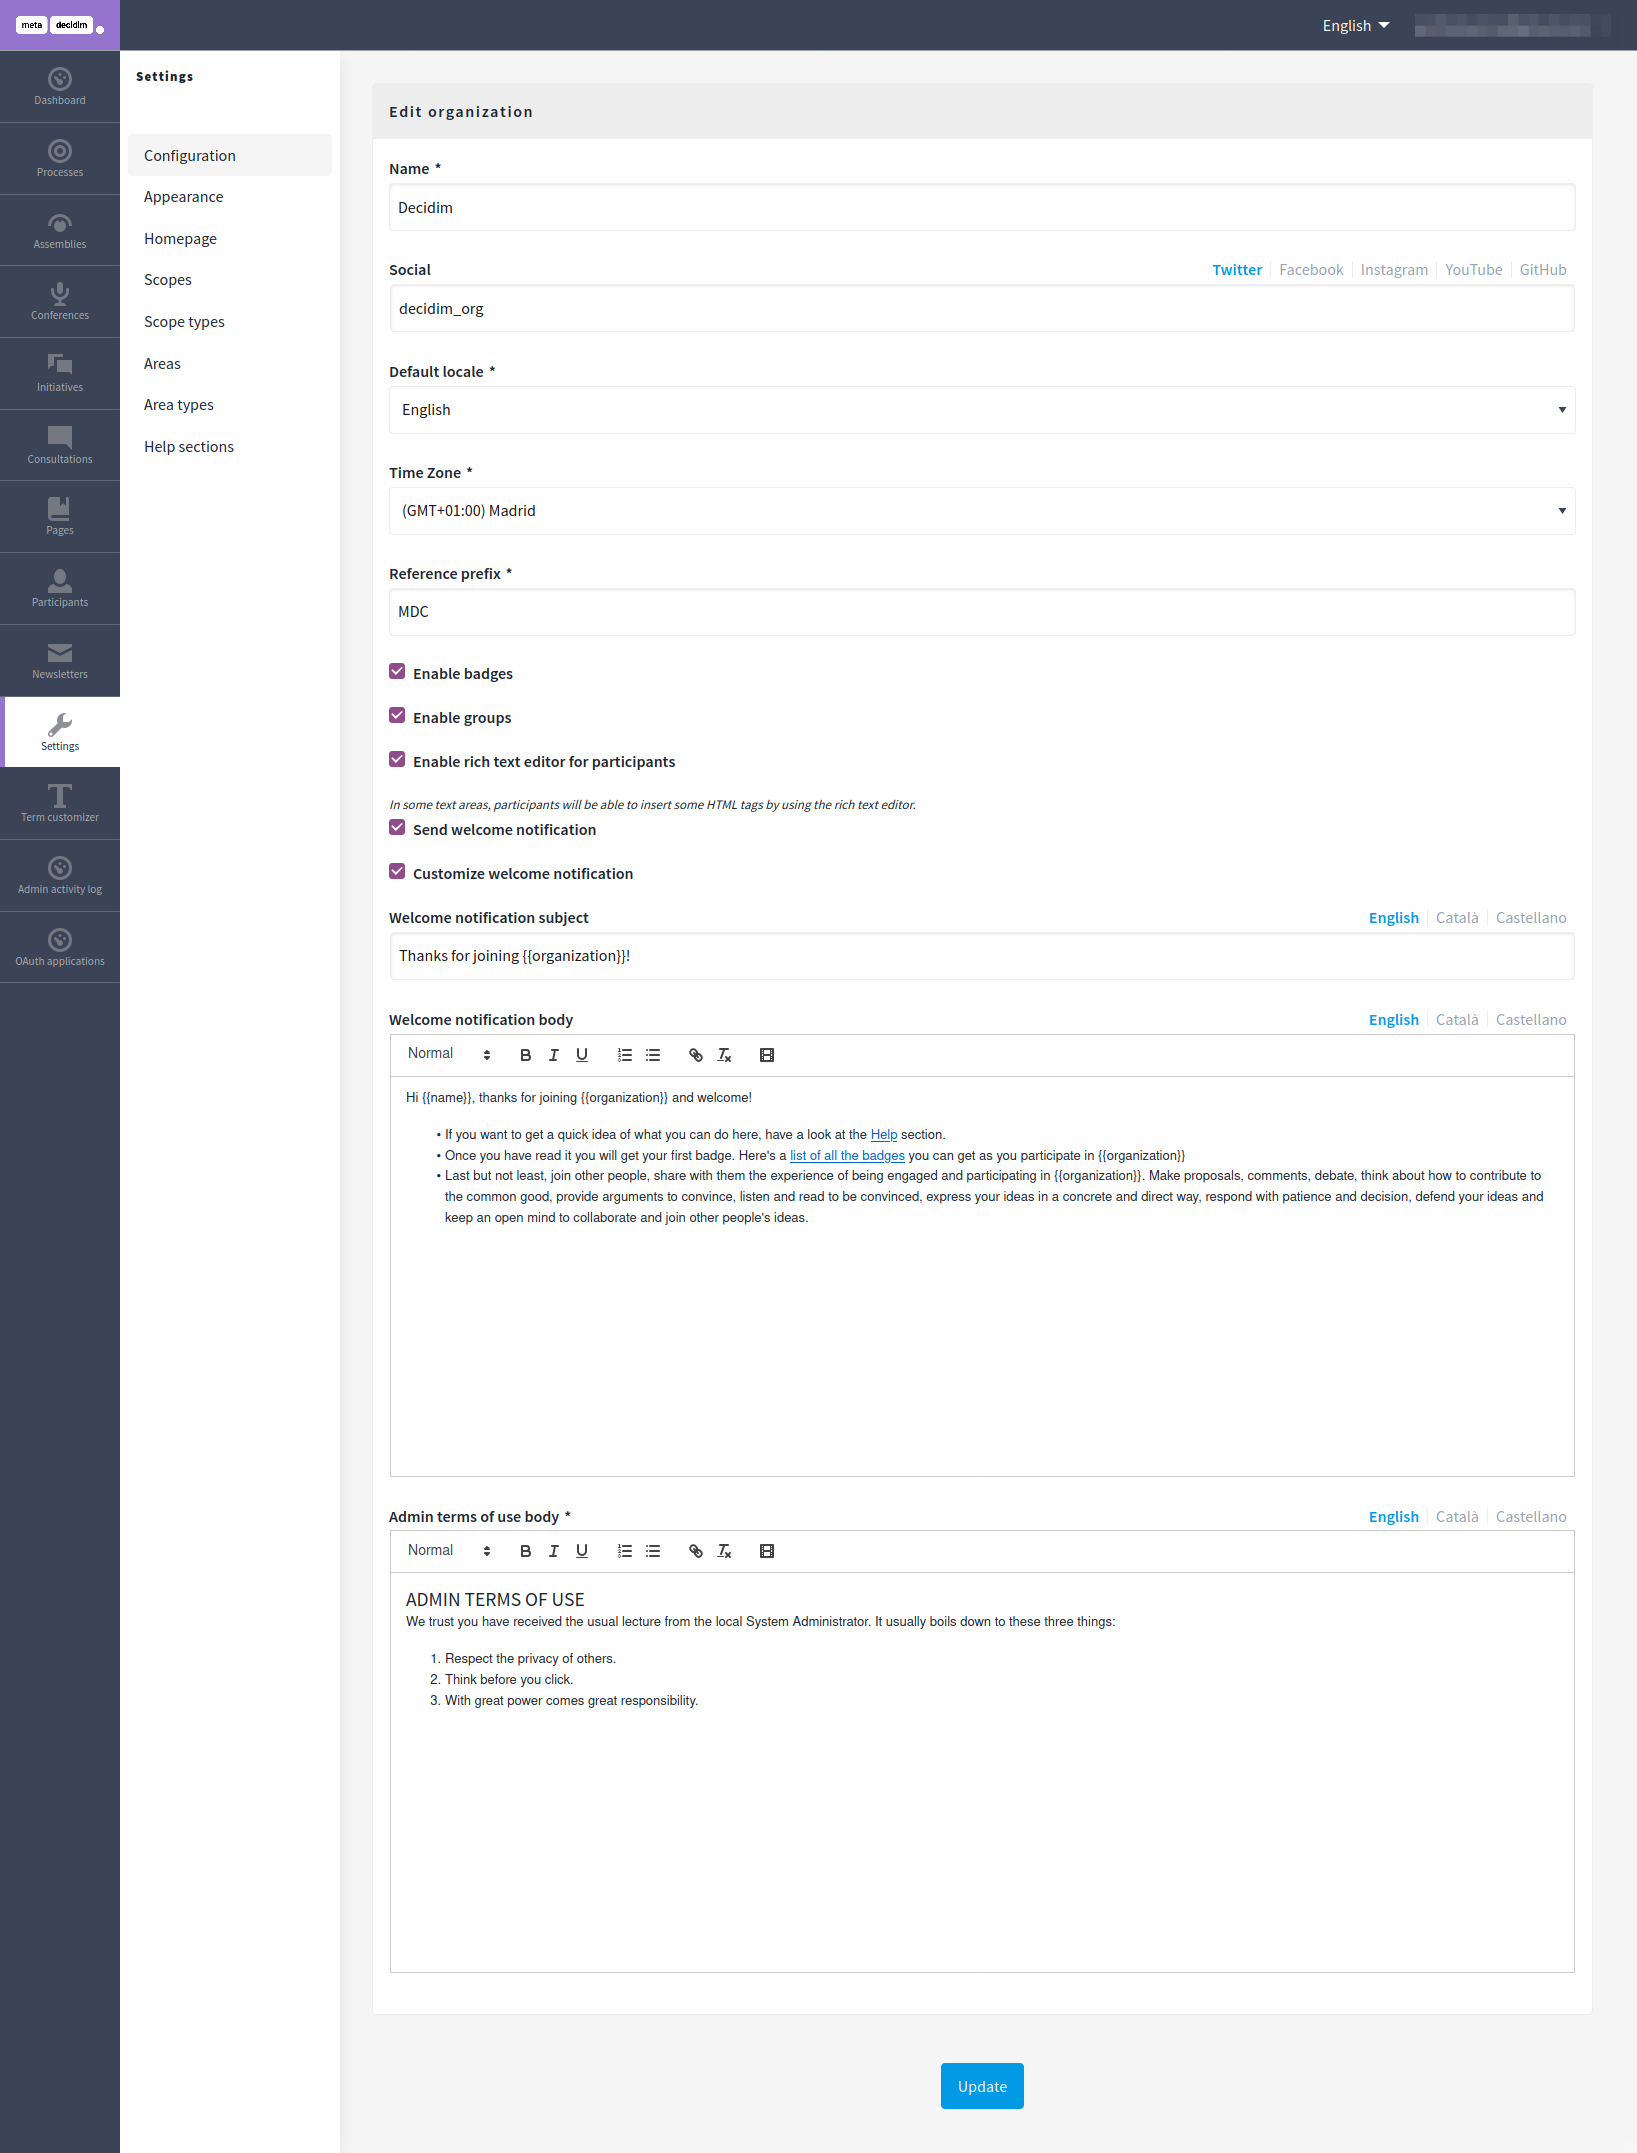 meta decidim
English
Dashboard
Processes
Assemblies
Conferences
Initiatives
Consultations
Pages
Participants
Newsletters
Settings
Term customizer
Admin activity log
OAuth applications
Settings
Configuration
Appearance
Homepage
Scopes
Scope types
Areas
Area types
Help sections
Edit organization
Name *
Decidim
Social Twitter Facebook Instagram YouTube GitHub
decidim_org
Default locale *
English
Time Zone *
(GMT+01:00) Madrid
Reference prefix *
MDC
Enable badges
Enable groups
Enable rich text editor for participants
In some text areas, participants will be able to insert some HTML tags by using the rich text editor.
Send welcome notification
Customize welcome notification
Welcome notification subject English Català Castellano
Thanks for joining {{organization}}!
Welcome notification body English Català Castellano
Normal B I U
Hi {{name}}, thanks for joining {{organization}} and welcome!
• If you want to get a quick idea of what you can do here, have a look at the Help section.
• Once you have read it you will get your first badge. Here's a list of all the badges you can get as you participate in {{organization}}
• Last but not least, join other people, share with them the experience of being engaged and participating in {{organization}}. Make proposals, comments, debate, think about how to contribute to
the common good, provide arguments to convince, listen and read to be convinced, express your ideas in a concrete and direct way, respond with patience and decision, defend your ideas and
keep an open mind to collaborate and join other people's ideas.
Admin terms of use body * English Català Castellano
Normal B I U
ADMIN TERMS OF USE
We trust you have received the usual lecture from the local System Administrator. It usually boils down to these three things:
1. Respect the privacy of others.
2. Think before you click.
3. With great power comes great responsibility.
Update